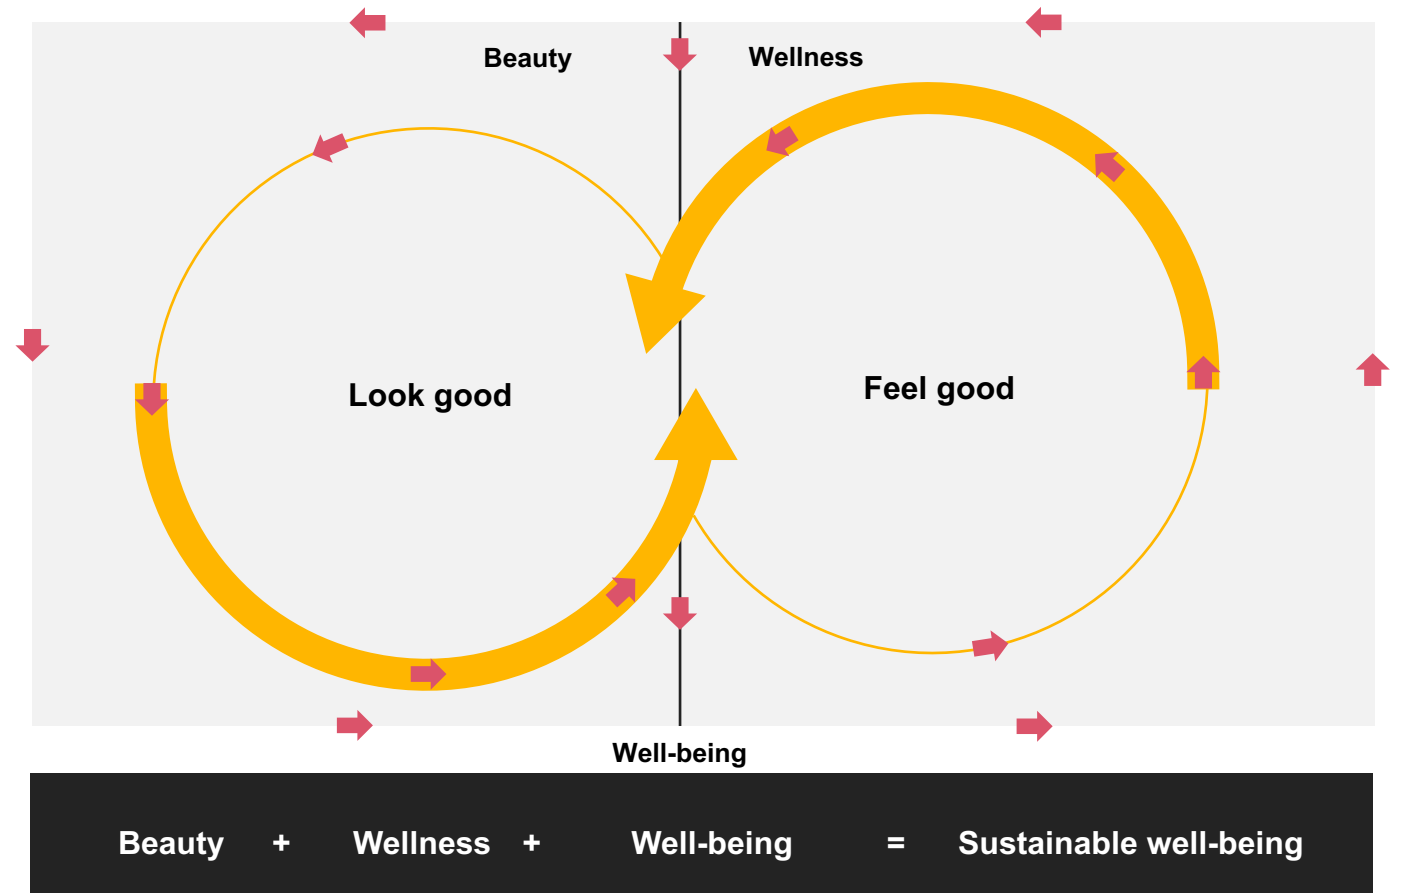 Beauty
Wellness
Look good
Feel good
Well-being
Beauty + Wellness + Well-being = Sustainable well-being